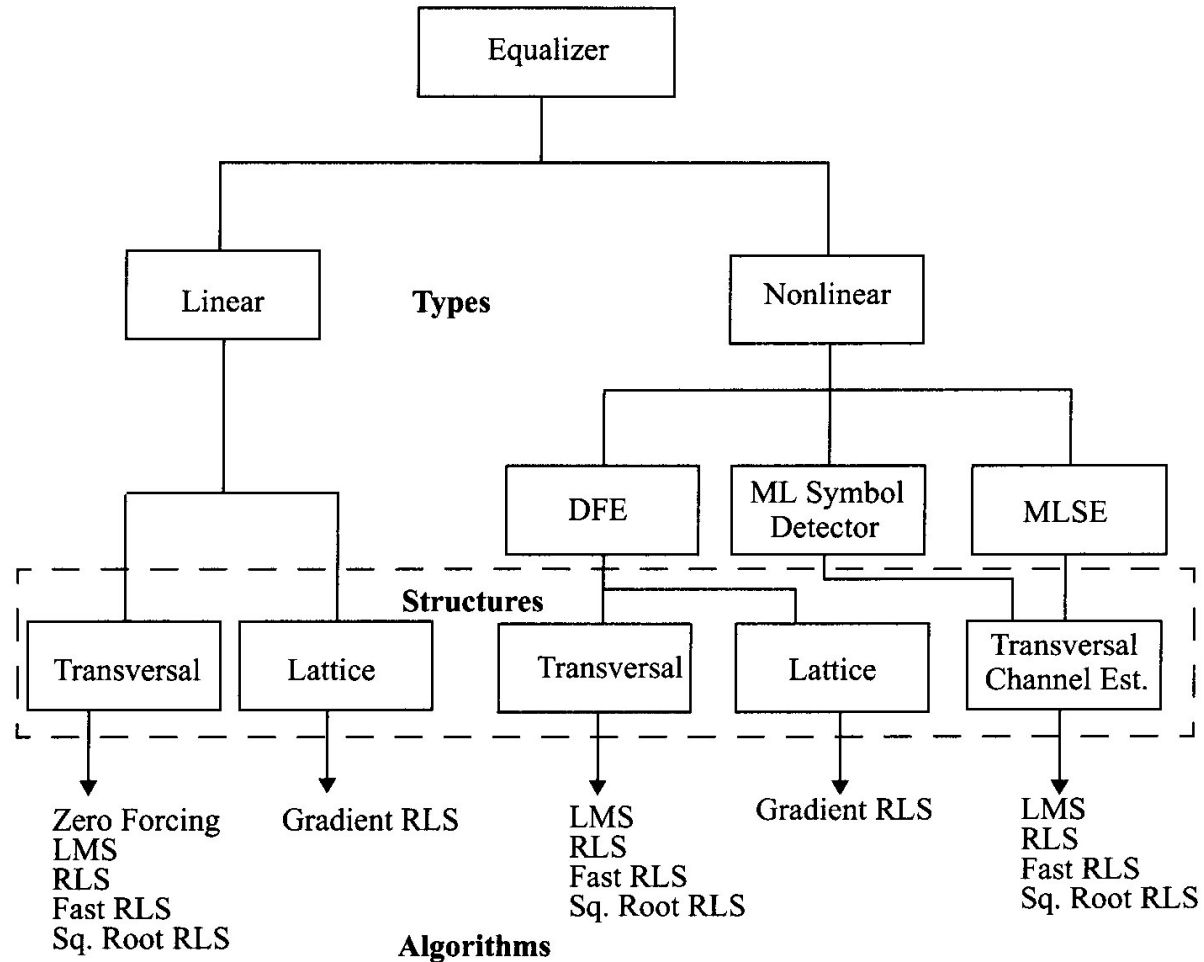 Equalizer
Linear
Types
Nonlinear
DFE
ML Symbol
Detector
MLSE
Structures
Transversal
Lattice
Transversal
Lattice
Transversal
Channel Est.
Zero Forcing
LMS
RLS
Fast RLS
Sq. Root RLS
Gradient RLS
LMS
RLS
Fast RLS
Sq. Root RLS
Gradient RLS
LMS
RLS
Fast RLS
Sq. Root RLS
Algorithms